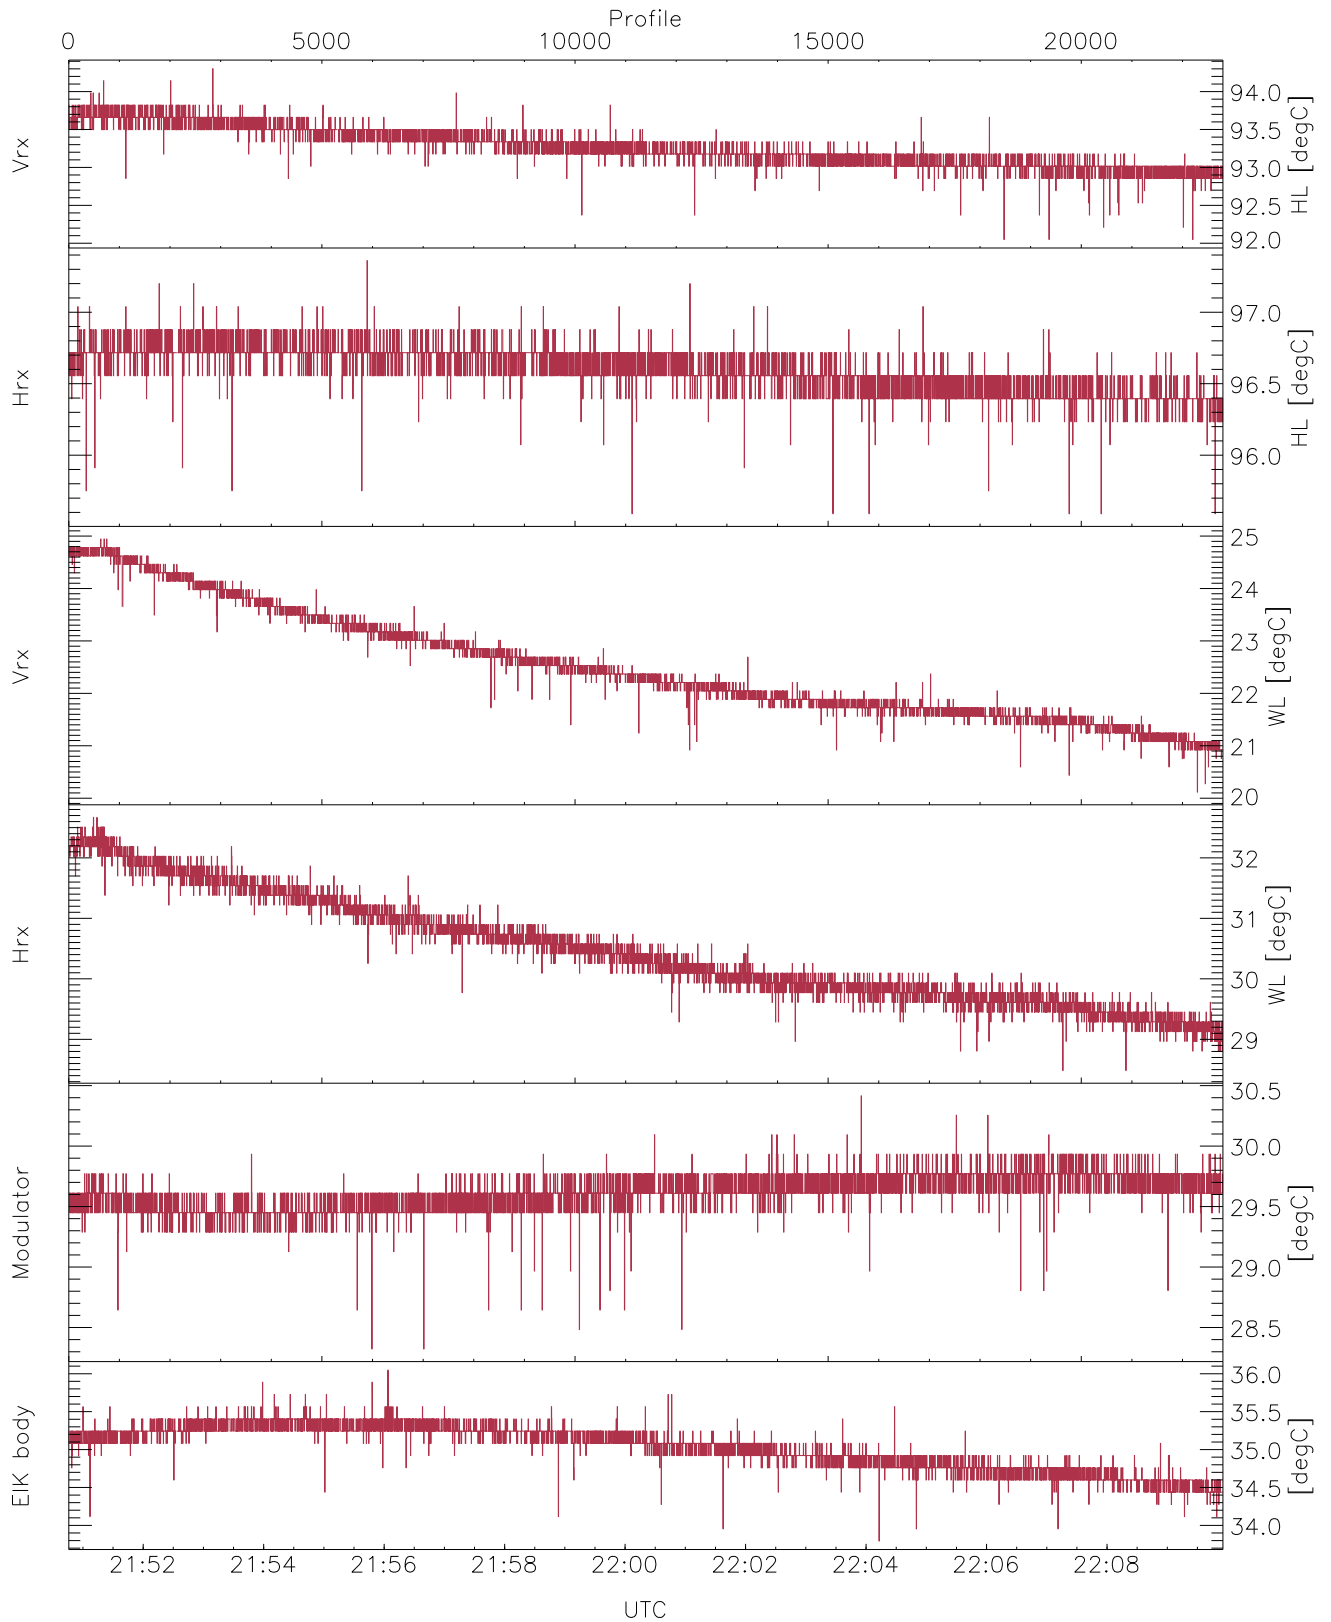 Profile
0 5000 10000 15000 20000
Vrx
94.0
93.5
93.0
92.5
92.0
HL [degC]
Hrx
97.0
96.5
96.0
HL [degC]
Vrx
25
24
23
22
21
20
WL [degC]
Hrx
32
31
30
29
WL [degC]
Modulator
30.5
30.0
29.5
29.0
28.5
[degC]
EIK body
36.0
35.5
35.0
34.5
34.0
[degC]
21:52 21:54 21:56 21:58 22:00 22:02 22:04 22:06 22:08
UTC